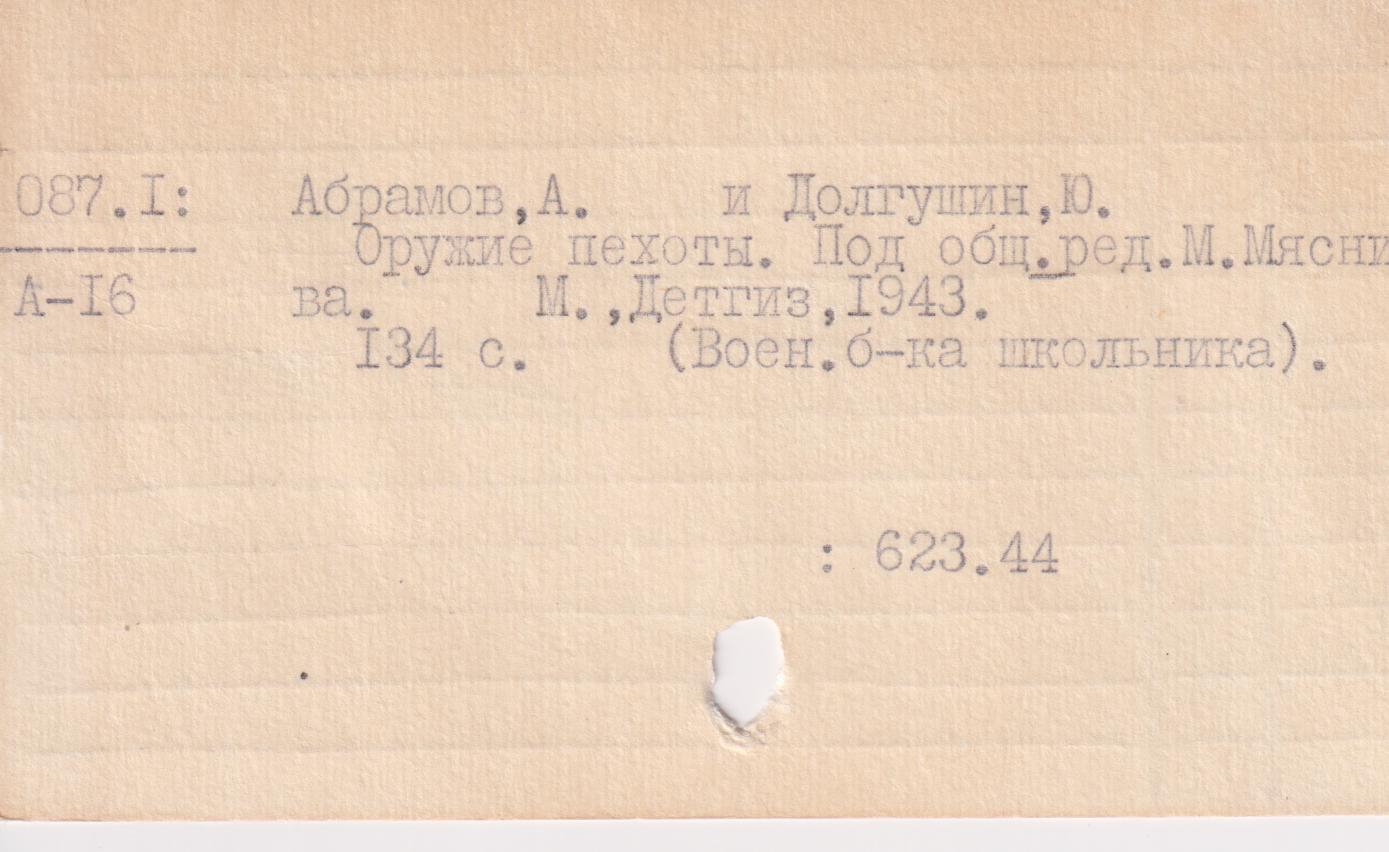 087.I: Абрамов,А. и Долгушин,Ю.
------- Оружие пехоты. Под общ.ред.М.Мясни
А-I6 ва. М.,Детгиз,I943.
I34 с. (Воен.б-ка школьника).
: 623.44